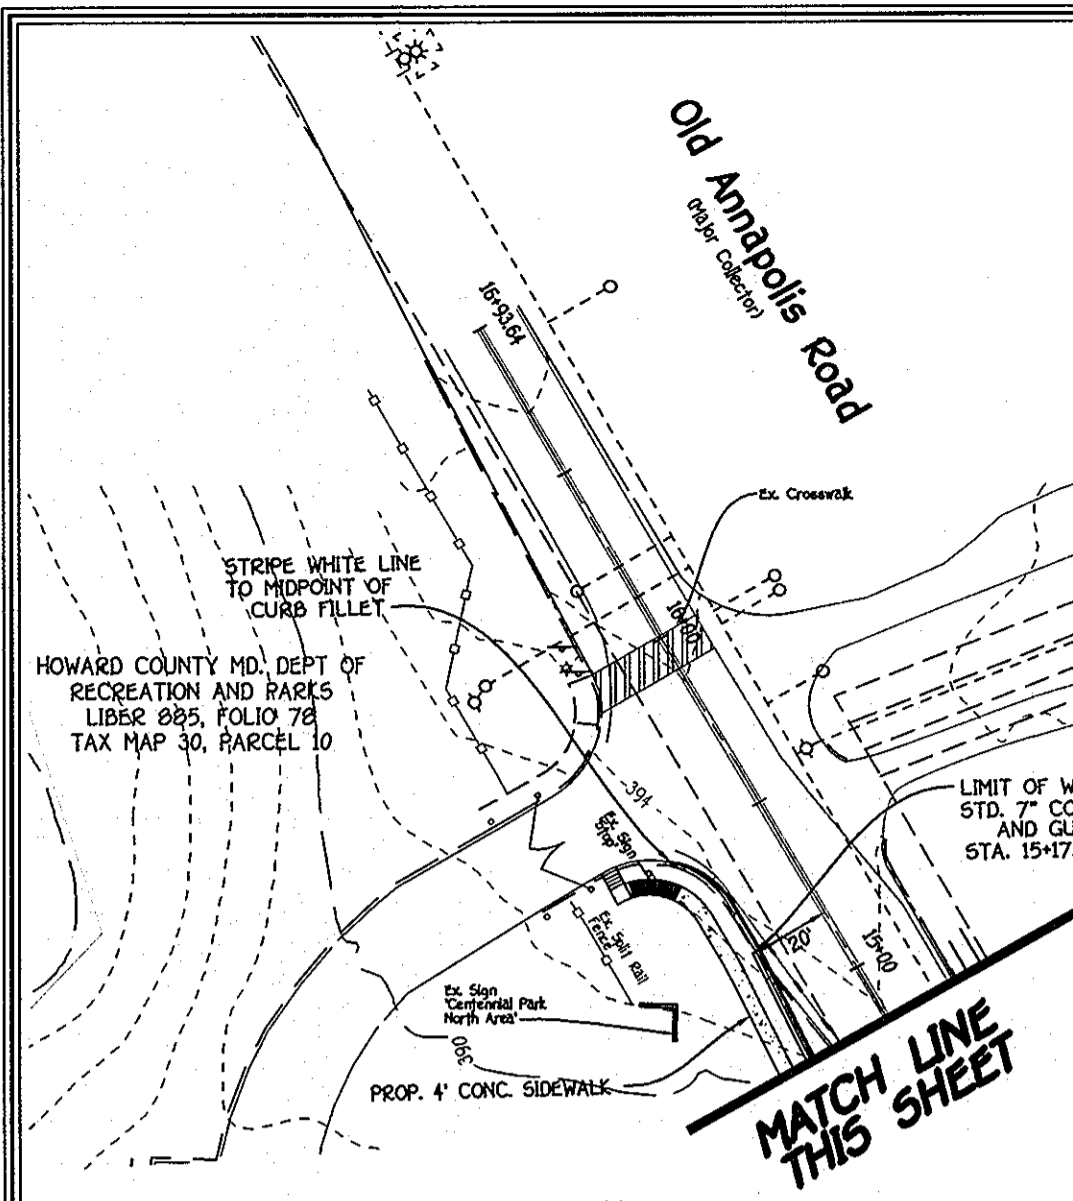 Old Annapolis Road
(Major Collector)
16+93.64
Ex. Crosswalk
STRIPE WHITE LINE
TO MIDPOINT OF
CURB FILLET
16+00
HOWARD COUNTY MD. DEPT OF
RECREATION AND PARKS
LIBER 885, FOLIO 78
TAX MAP 30, PARCEL 10
394
LIMIT OF W
STD. 7" CO
AND GU
STA. 15+17.
Ex. Sign
"Stop"
20'
15+00
Ex. Split Rail
Fence
Ex. Sign
"Centennial Park
North Area"
390
PROP. 4' CONC. SIDEWALK
MATCH LINE
THIS SHEET